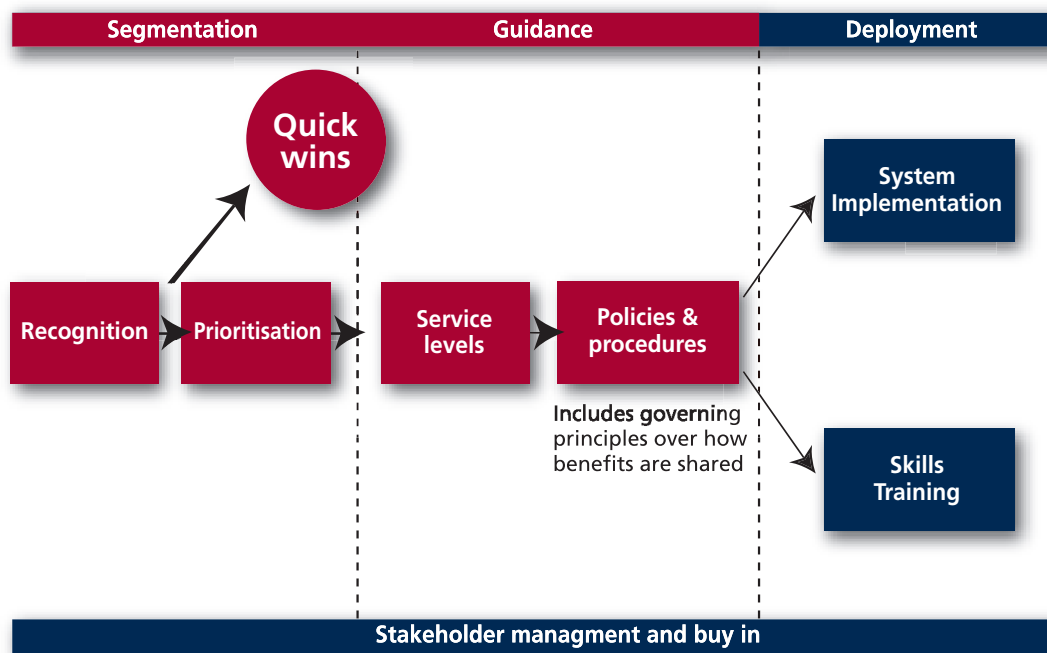 Segmentation
Guidance
Deployment
Quick
wins
System
Implementation
Recognition
Prioritisation
Service
levels
Policies &
procedures
Includes governing
principles over how
benefits are shared
Skills
Training
Stakeholder managment and buy in